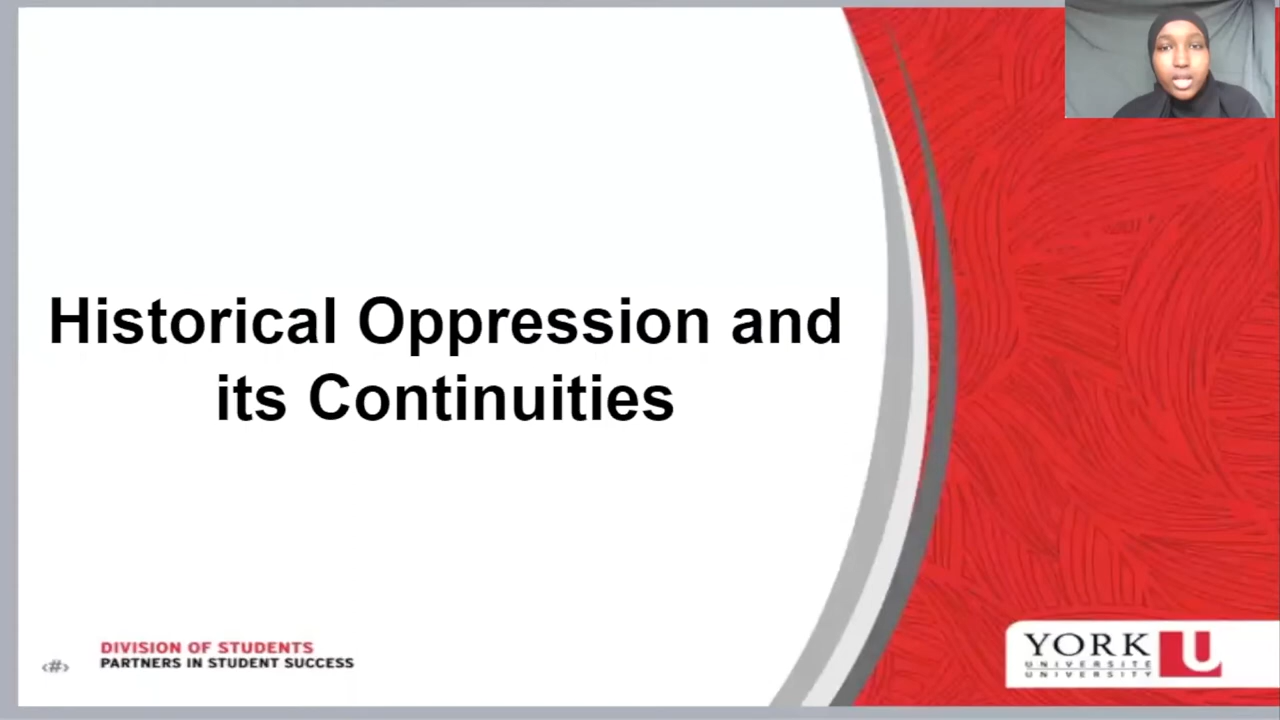 Historical Oppression and
its Continuities
‹#›
DIVISION OF STUDENTS
PARTNERS IN STUDENT SUCCESS
YORK U
UNIVERSITÉ
UNIVERSITY